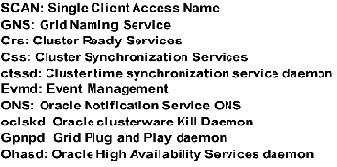 SCAN: Single Client Access Name
GNS: Grid Naming Service
Crs: Cluster Ready Services
Css: Cluster Synchronization Services
ctssd: Clustertime synchronization service daemon
Evmd: Event Management
ONS: Oracle Notification Service ONS
oclskd Oracle clusterware Kill Daemon
Gpnpd Grid Plug and Play daemon
Ohasd: Oracle High Availability Services daemon